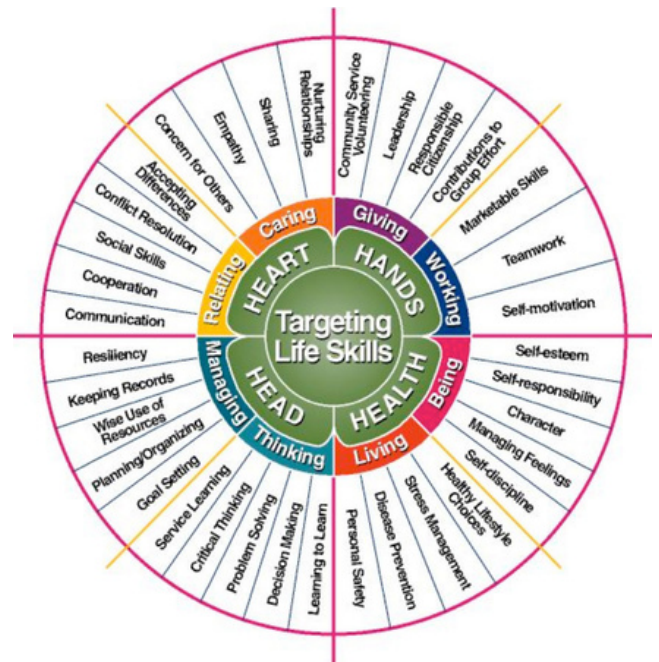 Targeting
Life Skills
HEART
HANDS
HEALTH
HEAD
Relating
Caring
Giving
Working
Being
Living
Thinking
Managing
Communication
Cooperation
Social Skills
Conflict Resolution
Accepting
Differences
Concern for Others
Empathy
Sharing
Nurturing
Relationships
Community Service
Volunteering
Leadership
Responsible
Citizenship
Contributions to
Group Effort
Marketable Skills
Teamwork
Self-motivation
Self-esteem
Self-responsibility
Character
Managing Feelings
Self-discipline
Healthy Lifestyle
Choices
Stress Management
Disease Prevention
Personal Safety
Learning to Learn
Decision Making
Problem Solving
Critical Thinking
Service Learning
Goal Setting
Planning/Organizing
Wise Use of
Resources
Keeping Records
Resiliency